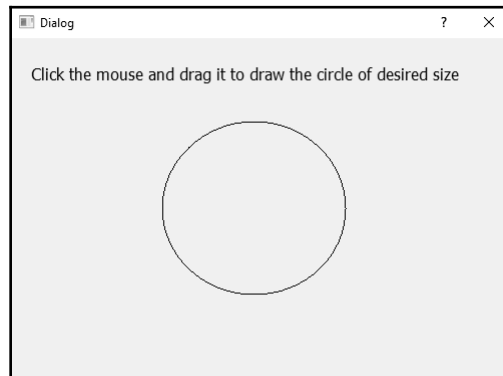 Dialog ?
Click the mouse and drag it to draw the circle of desired size